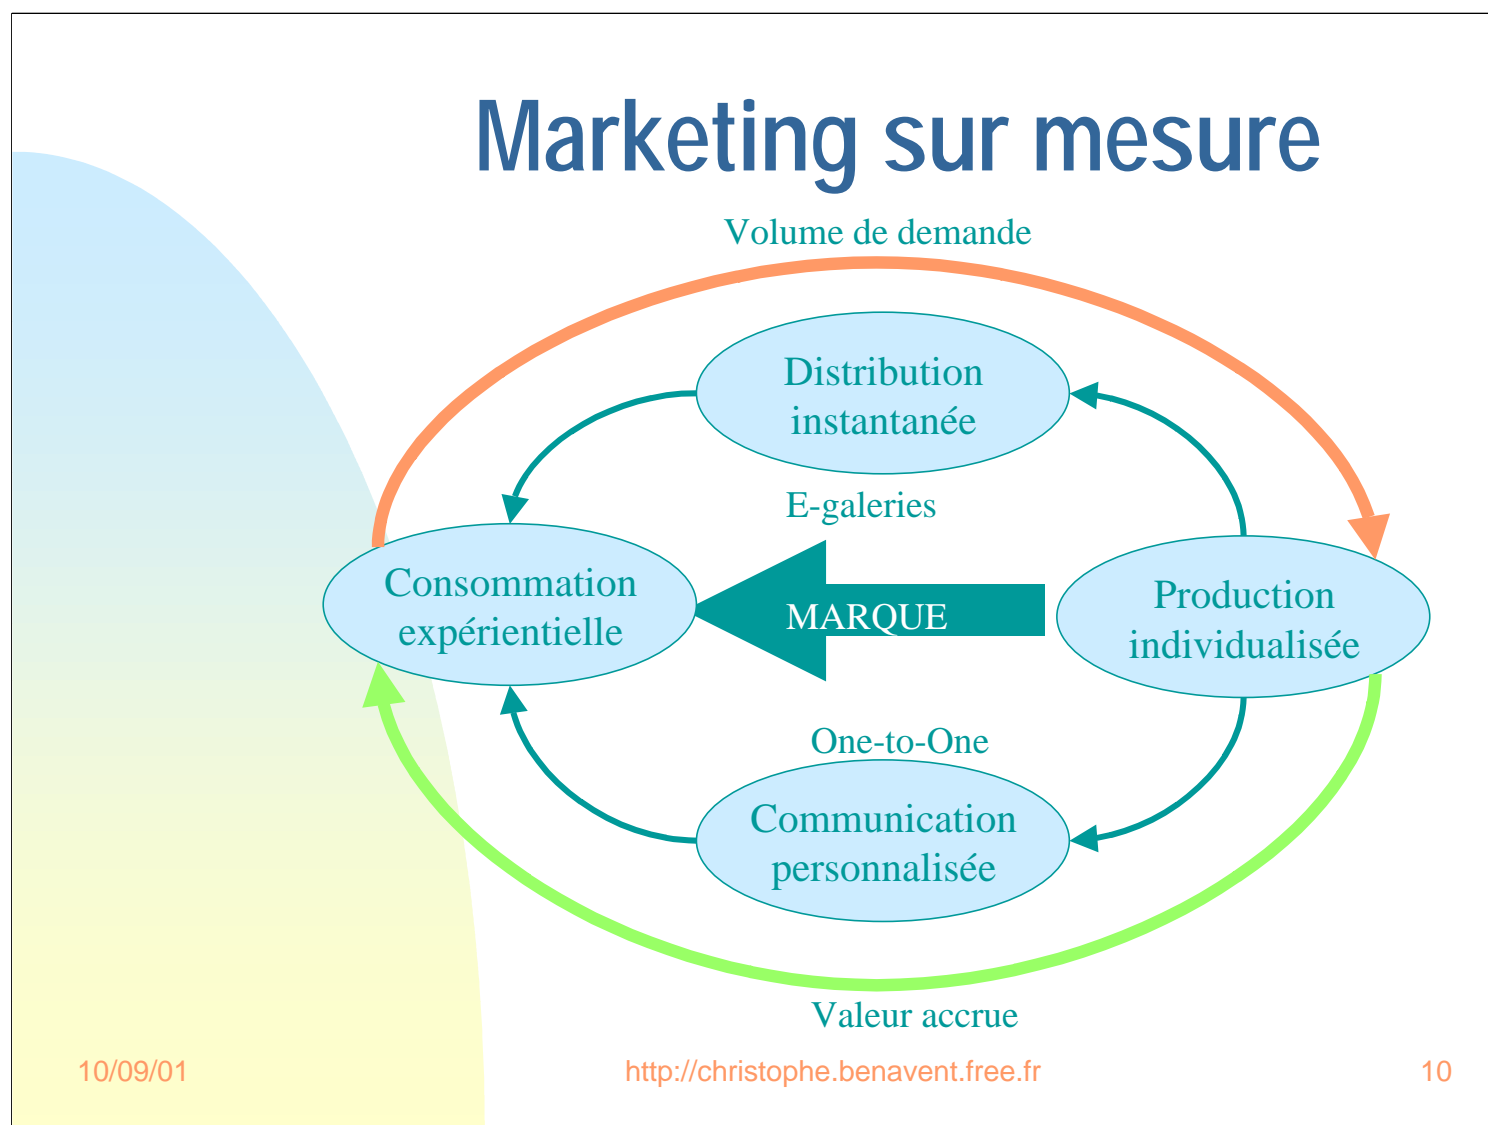 Marketing sur mesure
Volume de demande
Distribution
instantanée
E-galeries
Consommation
expérientielle
MARQUE
Production
individualisée
One-to-One
Communication
personnalisée
Valeur accrue
10/09/01
http://christophe.benavent.free.fr
10